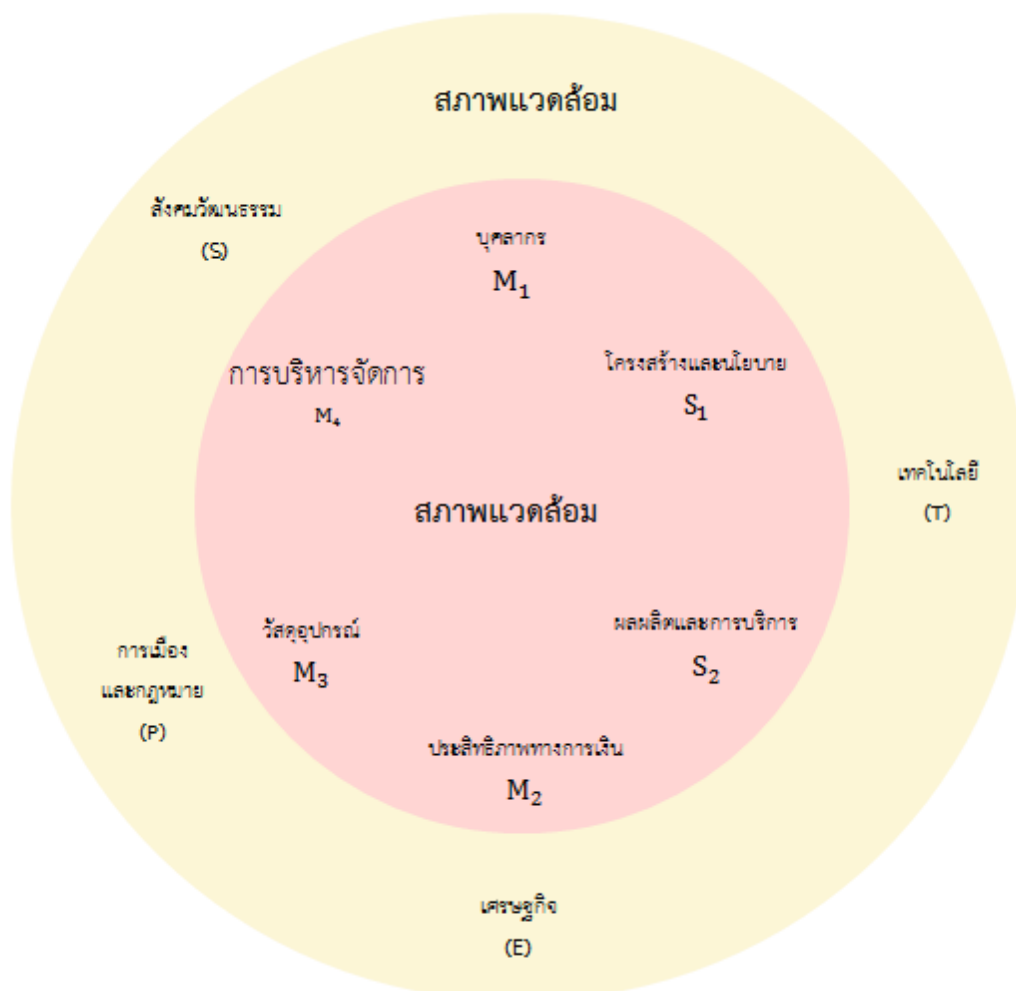 สภาพแวดล้อม
สังคมวัฒนธรรม
(S)
บุคลากร
M₁
การบริหารจัดการ
M₄
โครงสร้างและนโยบาย
S₁
เทคโนโลยี
(T)
สภาพแวดล้อม
วัสดุอุปกรณ์
M₃
ผลผลิตและการบริการ
S₂
การเมือง
และกฎหมาย
(P)
ประสิทธิภาพทางการเงิน
M₂
เศรษฐกิจ
(E)